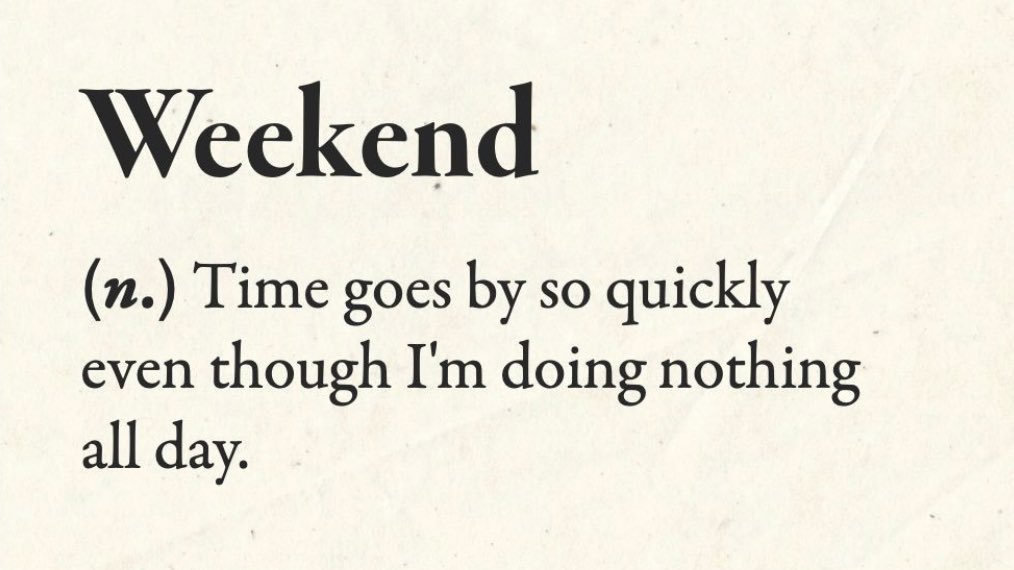 Weekend
(n.) Time goes by so quickly
even though I'm doing nothing
all day.